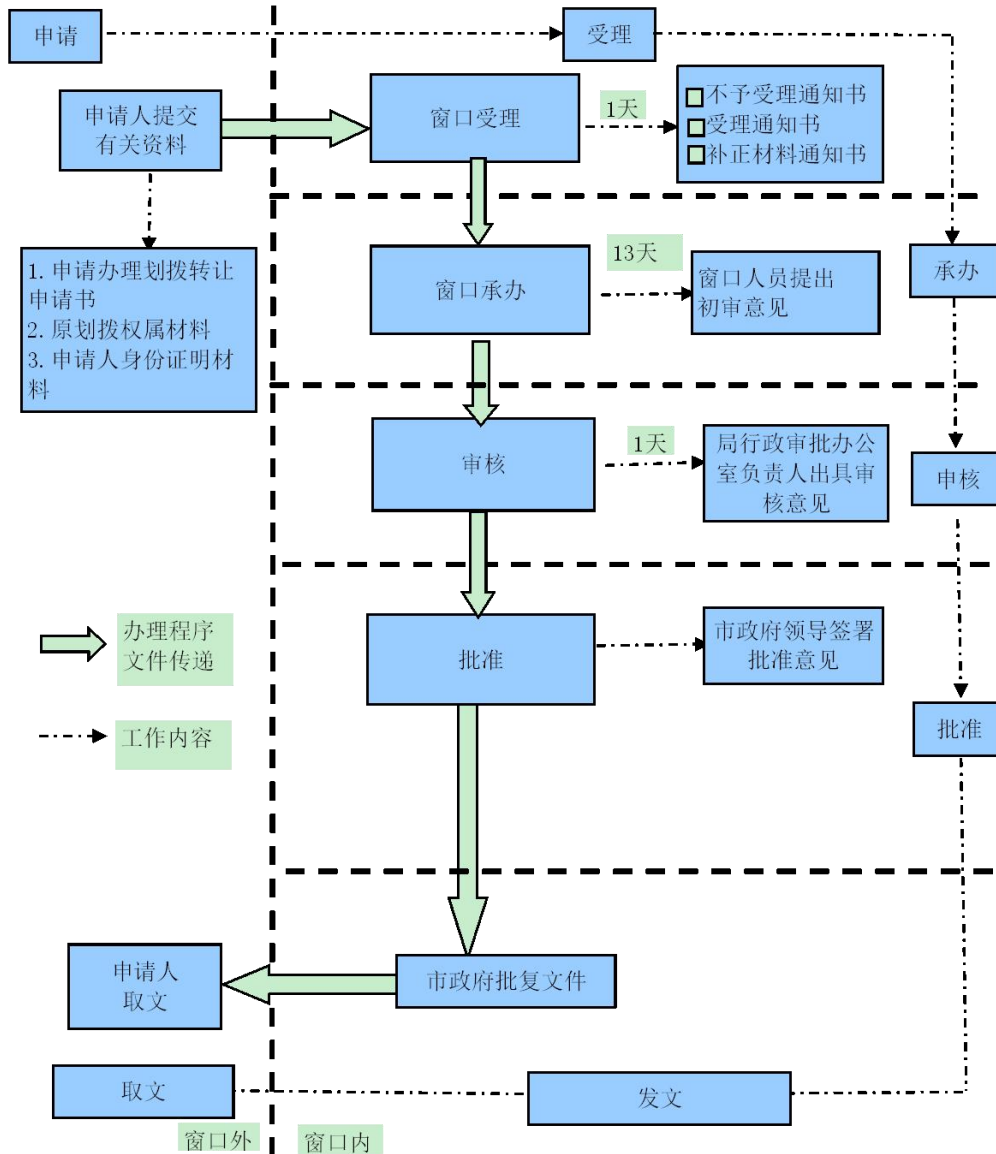 申请
受理
申请人提交
有关资料
窗口受理
1天
不予受理通知书
受理通知书
补正材料通知书
1. 申请办理划拨转让
申请书
2. 原划拨权属材料
3. 申请人身份证明材
料
窗口承办
13天
窗口人员提出
初审意见
承办
审核
1天
局行政审批办公
室负责人出具审
核意见
申核
办理程序
文件传递
工作内容
批准
市政府领导签署
批准意见
批准
申请人
取文
市政府批复文件
取文
发文
窗口外
窗口内